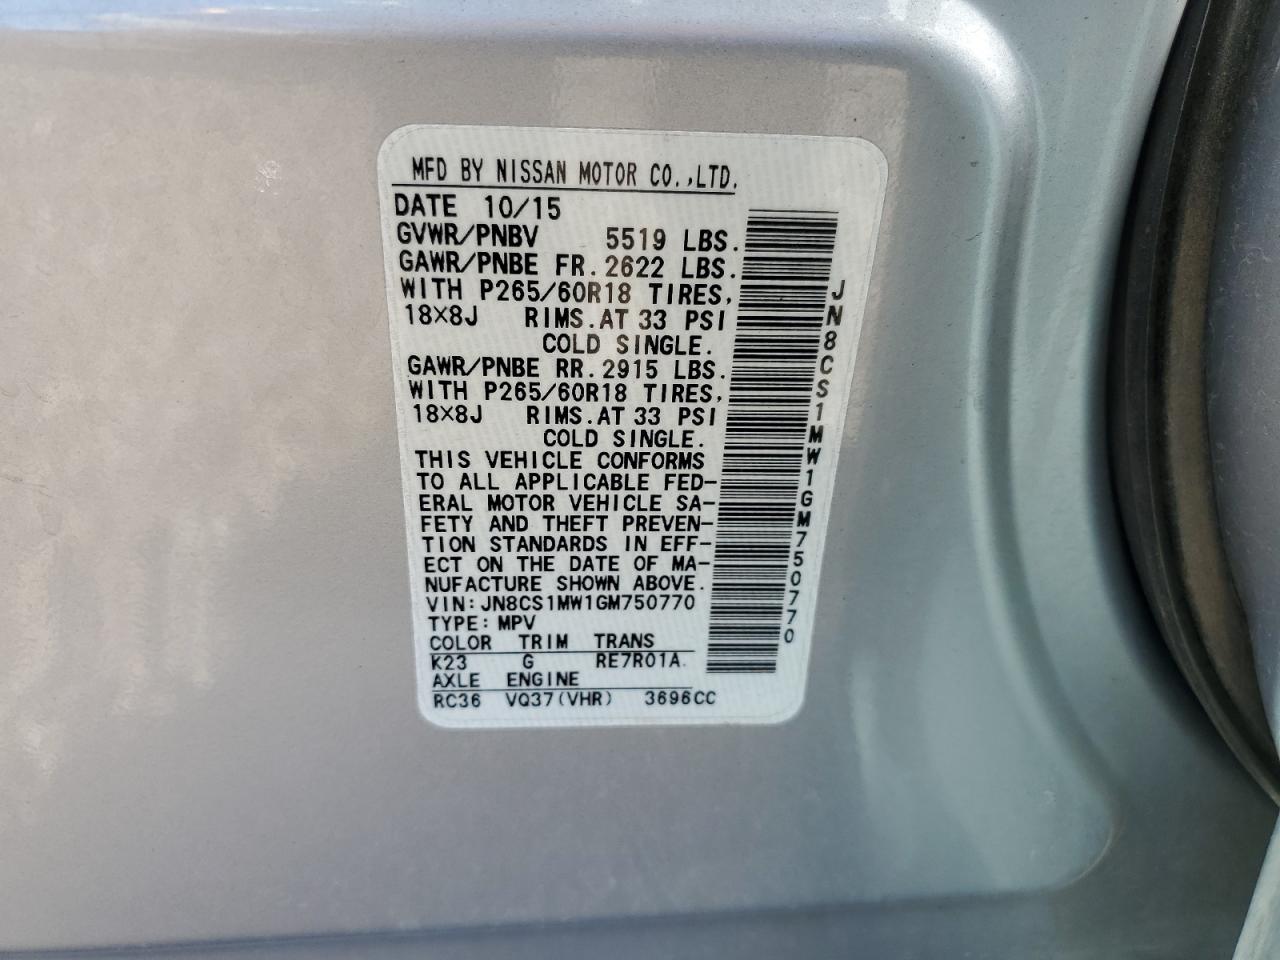 MFD BY NISSAN MOTOR CO.,LTD.
DATE 10/15
GVWR/PNBV 5519 LBS.
GAWR/PNBE FR. 2622 LBS.
WITH P265/60R18 TIRES,
18×8J RIMS. AT 33 PSI
COLD SINGLE.
GAWR/PNBE RR. 2915 LBS.
WITH P265/60R18 TIRES,
18×8J RIMS. AT 33 PSI
COLD SINGLE.
THIS VEHICLE CONFORMS
TO ALL APPLICABLE FED-
ERAL MOTOR VEHICLE SA-
FETY AND THEFT PREVEN-
TION STANDARDS IN EFF-
ECT ON THE DATE OF MA-
NUFACTURE SHOWN ABOVE.
VIN: JN8CS1MW1GM750770
TYPE: MPV
COLOR TRIM TRANS
K23 G RE7R01A
AXLE ENGINE
RC36 VQ37(VHR) 3696CC
JN8CS1MW1GM750770